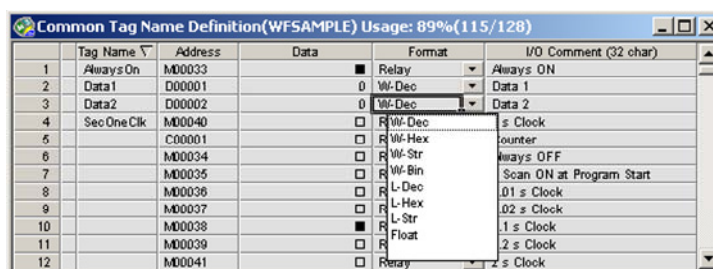 Common Tag Name Definition(WFSAMPLE) Usage: 89%(115/128)
Tag Name Address Data Format I/O Comment (32 char)
1 AlwaysOn M00033 Relay Always ON
2 Data1 D00001 0 W-Dec Data 1
3 Data2 D00002 0 W-Dec Data 2
4 SecOneClk M00040 R W-Dec s Clock
5 C00001 R W-Hex ounter
6 M00034 R W-Str lways OFF
7 M00035 R W-Bin Scan ON at Program Start
8 M00036 R L-Dec .01 s Clock
9 M00037 R L-Hex .02 s Clock
10 M00038 R L-Str .1 s Clock
11 M00039 R Float .2 s Clock
12 M00041 Relay 2 s Clock